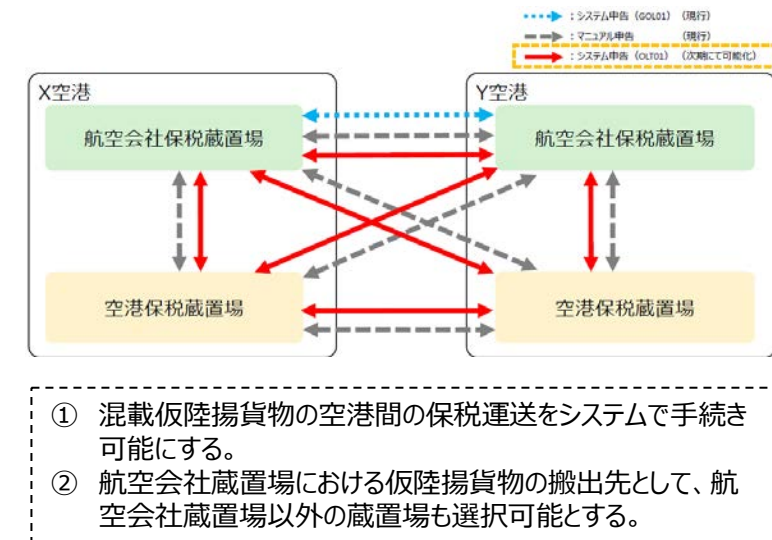 ：システム申告（GOL01）（現行）
：マニュアル申告　（現行）
：システム申告（OLT01）（次期にて可能化）
X空港
Y空港
航空会社保税蔵置場
航空会社保税蔵置場
空港保税蔵置場
空港保税蔵置場
① 混載仮陸揚貨物の空港間の保税運送をシステムで手続き
可能にする。
② 航空会社蔵置場における仮陸揚貨物の搬出先として、航
空会社蔵置場以外の蔵置場も選択可能とする。